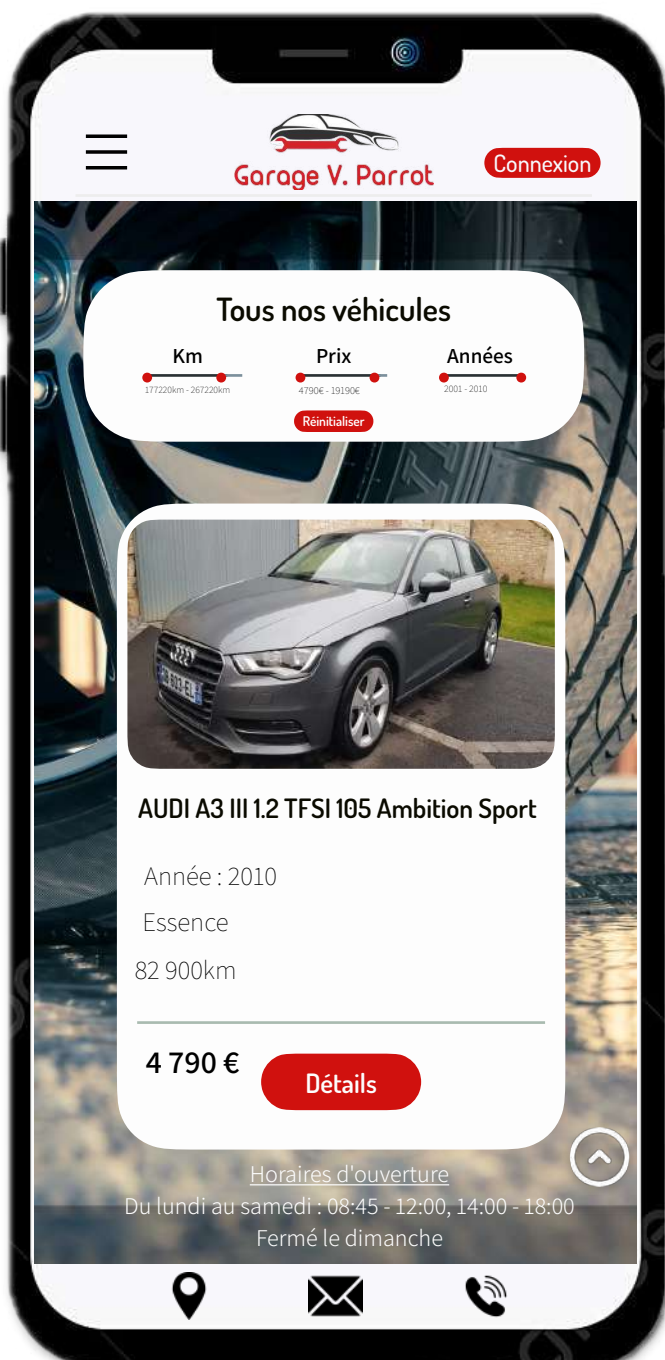 Garage V. Parrot
Connexion
Tous nos véhicules
Km
Prix
Années
177220km - 267220km
4790€ - 19190€
2001 - 2010
Réinitialiser
AUDI A3 III 1.2 TFSI 105 Ambition Sport
Année : 2010
Essence
82 900km
4 790 €
Détails
Horaires d'ouverture
Du lundi au samedi : 08:45 - 12:00, 14:00 - 18:00
Fermé le dimanche